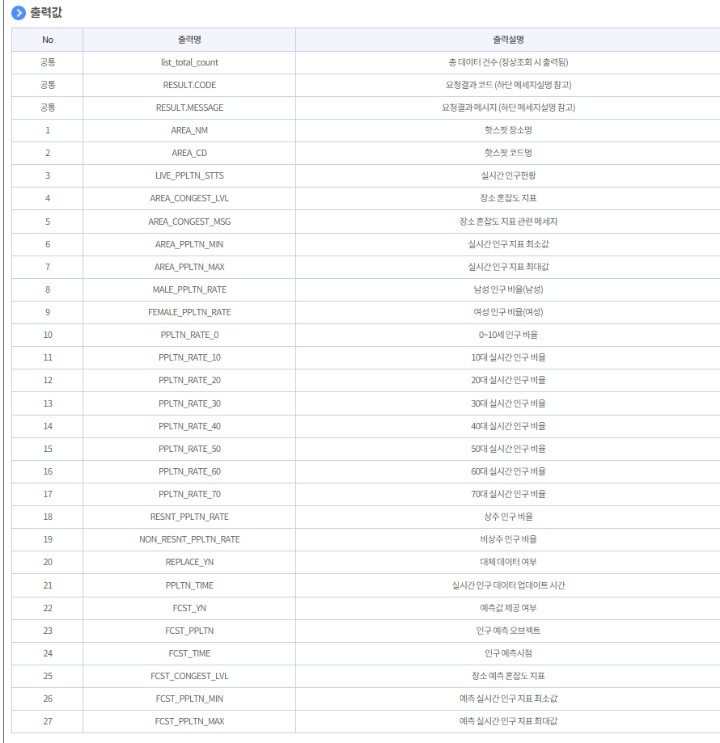 출력값
No 출력명 출력설명
공통 list_total_count 총 데이터 건수 (정상조회 시 출력됨)
공통 RESULT.CODE 요청결과 코드 (하단 메세지설명 참고)
공통 RESULT.MESSAGE 요청결과 메시지 (하단 메세지설명 참고)
1 AREA_NM 핫스팟 장소명
2 AREA_CD 핫스팟 코드명
3 LIVE_PPLTN_STTS 실시간 인구현황
4 AREA_CONGEST_LVL 장소 혼잡도 지표
5 AREA_CONGEST_MSG 장소 혼잡도 지표 관련 메세지
6 AREA_PPLTN_MIN 실시간 인구 지표 최소값
7 AREA_PPLTN_MAX 실시간 인구 지표 최대값
8 MALE_PPLTN_RATE 남성 인구 비율(남성)
9 FEMALE_PPLTN_RATE 여성 인구 비율(여성)
10 PPLTN_RATE_0 0~10세 인구 비율
11 PPLTN_RATE_10 10대 실시간 인구 비율
12 PPLTN_RATE_20 20대 실시간 인구 비율
13 PPLTN_RATE_30 30대 실시간 인구 비율
14 PPLTN_RATE_40 40대 실시간 인구 비율
15 PPLTN_RATE_50 50대 실시간 인구 비율
16 PPLTN_RATE_60 60대 실시간 인구 비율
17 PPLTN_RATE_70 70대 실시간 인구 비율
18 RESNT_PPLTN_RATE 상주 인구 비율
19 NON_RESNT_PPLTN_RATE 비상주 인구 비율
20 REPLACE_YN 대체 데이터 여부
21 PPLTN_TIME 실시간 인구 데이터 업데이트 시간
22 FCST_YN 예측값 제공 여부
23 FCST_PPLTN 인구 예측 오브젝트
24 FCST_TIME 인구 예측시점
25 FCST_CONGEST_LVL 장소 예측 혼잡도 지표
26 FCST_PPLTN_MIN 예측 실시간 인구 지표 최소값
27 FCST_PPLTN_MAX 예측 실시간 인구 지표 최대값